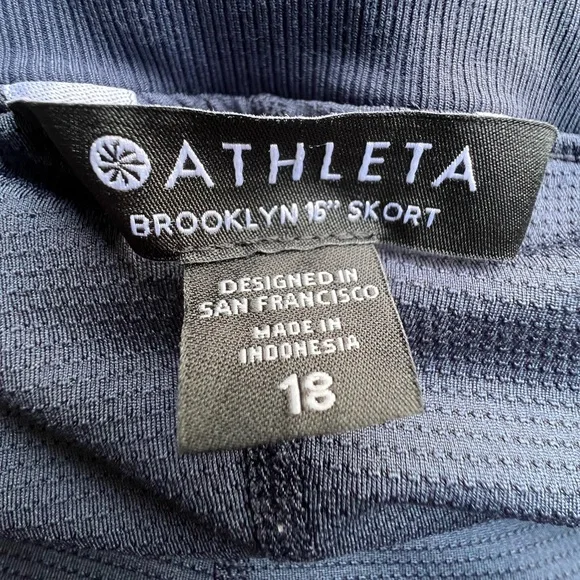 ATHLETA
BROOKLYN 16" SKORT
DESIGNED IN
SAN FRANCISCO
MADE IN
INDONESIA
18